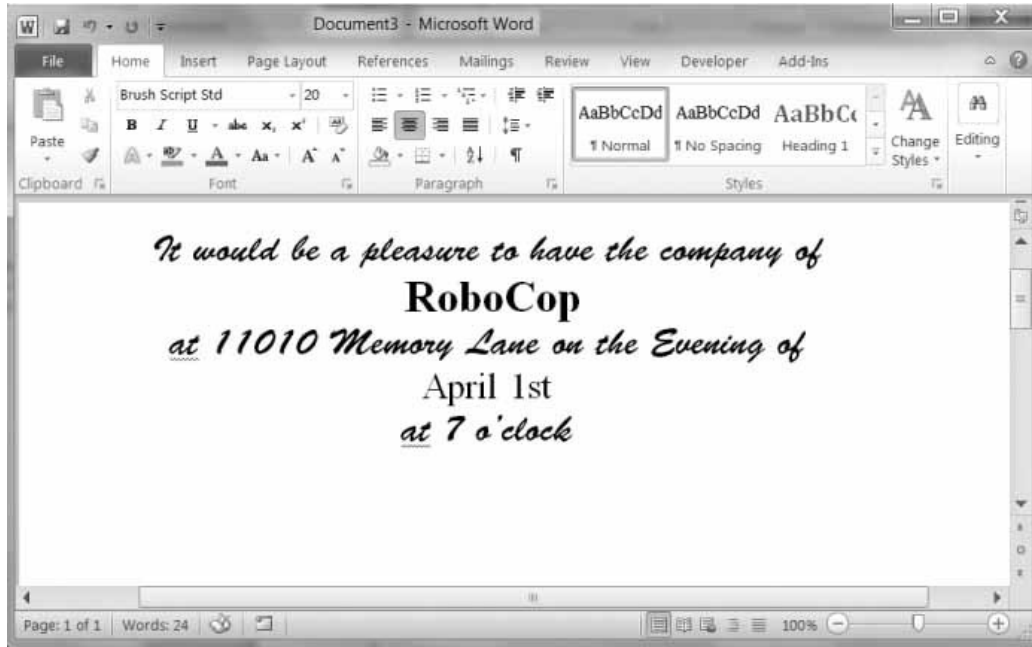 W Document3 - Microsoft Word X
File Home Insert Page Layout References Mailings Review View Developer Add-Ins
Brush Script Std 20
AaBbCcDd AaBbCcDd AaBbCc
B I U abc x, x'
Paste ¶ Normal ¶ No Spacing Heading 1 Change Styles Editing
A aby A Aa A A
Clipboard Font Paragraph Styles
It would be a pleasure to have the company of
RoboCop
at 11010 Memory Lane on the Evening of
April 1st
at 7 o'clock
Page: 1 of 1 Words: 24 100%